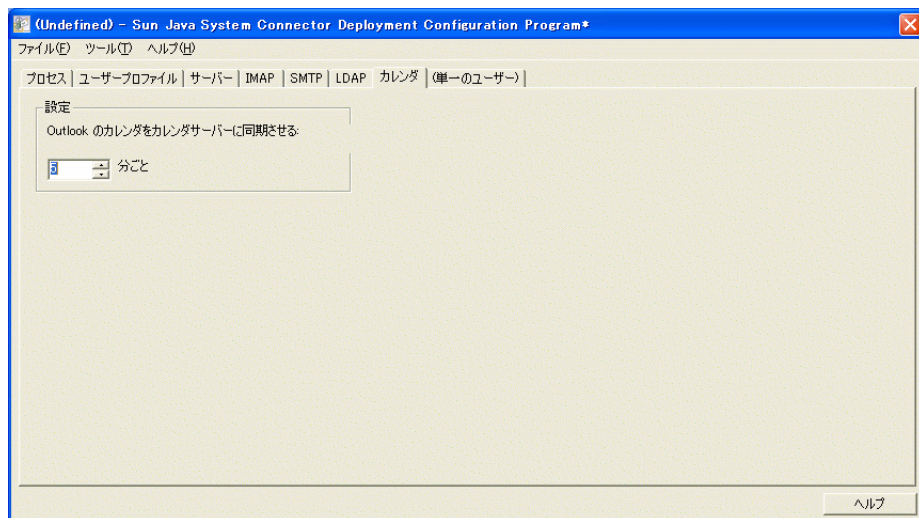 (Undefined) - Sun Java System Connector Deployment Configuration Program*
ファイル(F) ツール(T) ヘルプ(H)
プロセス ユーザープロファイル サーバー IMAP SMTP LDAP カレンダ (単一のユーザー)
設定
Outlook のカレンダをカレンダサーバーに同期させる:
5 分ごと
ヘルプ